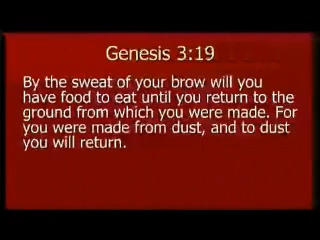 Genesis 3:19
By the sweat of your brow will you
have food to eat until you return to the
ground from which you were made. For
you were made from dust, and to dust
you will return.